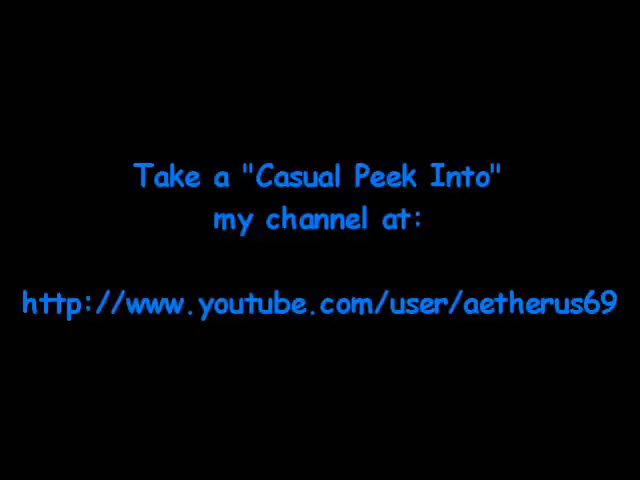 Take a "Casual Peek Into"
my channel at:
http://www.youtube.com/user/aetherus69